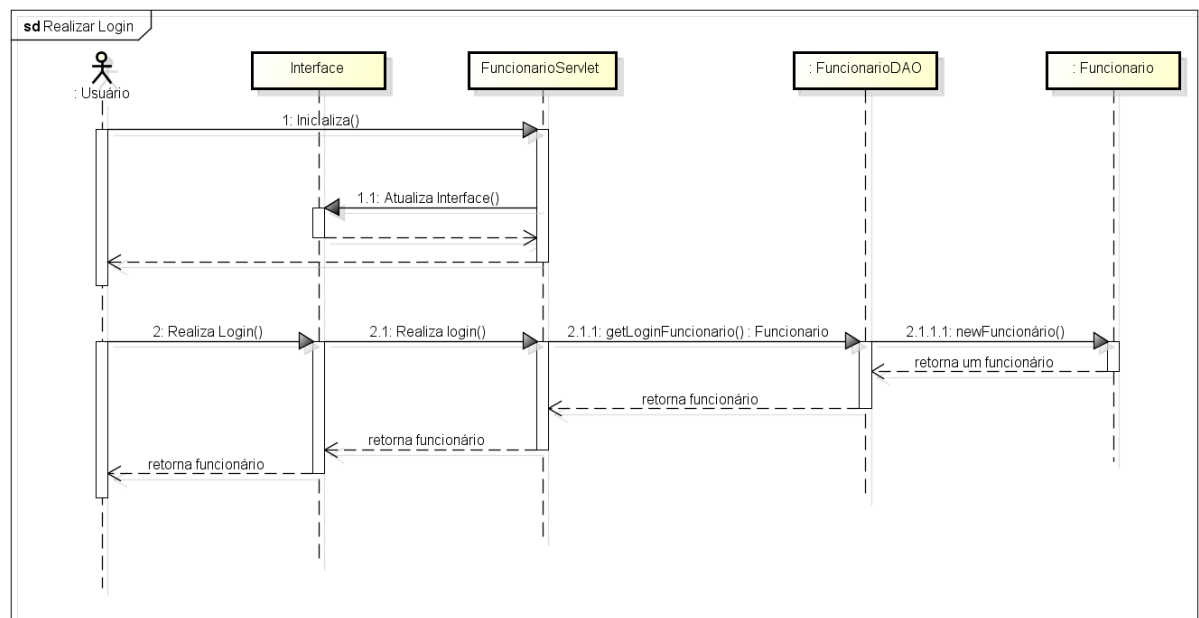 sd Realizar Login
: Usuário
Interface
FuncionarioServlet
: FuncionarioDAO
: Funcionario
1: Inicializa()
1.1: Atualiza Interface()
2: Realiza Login()
2.1: Realiza login()
2.1.1: getLoginFuncionario() : Funcionario
2.1.1.1: newFuncionário()
retorna um funcionário
retorna funcionário
retorna funcionário
retorna funcionário